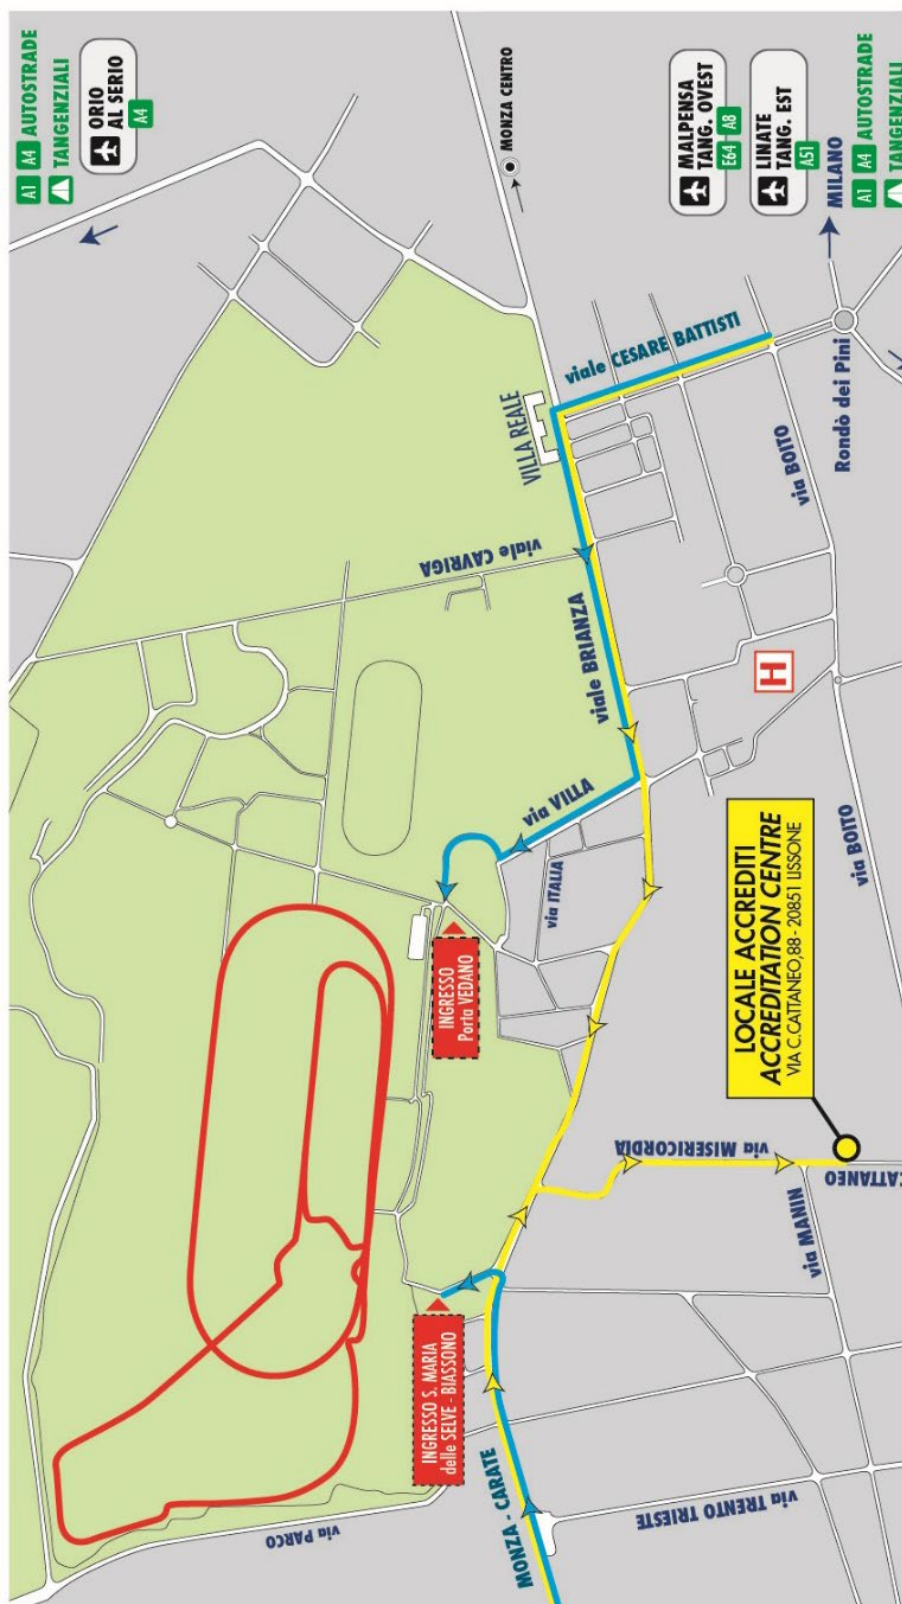 A1 A4 AUTOSTRADE
TANGENZIALI
ORIO
AL SERIO
A4
MONZA CENTRO
MALPENSA
TANG. OVEST
E64 A8
LINATE
TANG. EST
A51
MILANO
A1 A4 AUTOSTRADE
TANGENZIALI
viale CESARE BATTISTI
VILLA REALE
Rondò dei Pini
via BOITO
viale CAVRIGA
viale BRIANZA
H
via VILLA
via ITALIA
via BOITO
INGRESSO
Porta VEDANO
LOCALE ACCREDITI
ACCREDITATION CENTRE
VIA C.CATTANEO,88 - 20851 LISSONE
via MISERICORDIA
CATTANEO
via MANIN
INGRESSO S. MARIA
delle SELVE - BIASSONO
MONZA - CARATE
via TRENTO TRIESTE
via PARCO